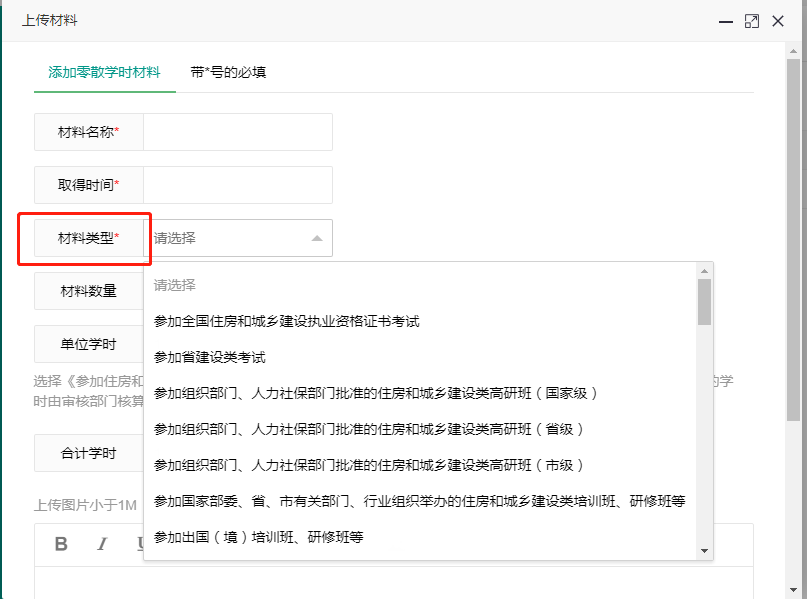 上传材料
添加零散学时材料 带*号的必填
材料名称*
取得时间*
材料类型* 请选择
材料数量
请选择
参加全国住房和城乡建设执业资格证书考试
单位学时
参加省建设类考试
选择《参加住房和
的学
时由审核部门核算
参加组织部门、人力社保部门批准的住房和城乡建设类高研班（国家级）
参加组织部门、人力社保部门批准的住房和城乡建设类高研班（省级）
合计学时
参加组织部门、人力社保部门批准的住房和城乡建设类高研班（市级）
上传图片小于1M
参加国家部委、省、市有关部门、行业组织举办的住房和城乡建设类培训班、研修班等
参加出国（境）培训班、研修班等
B I U